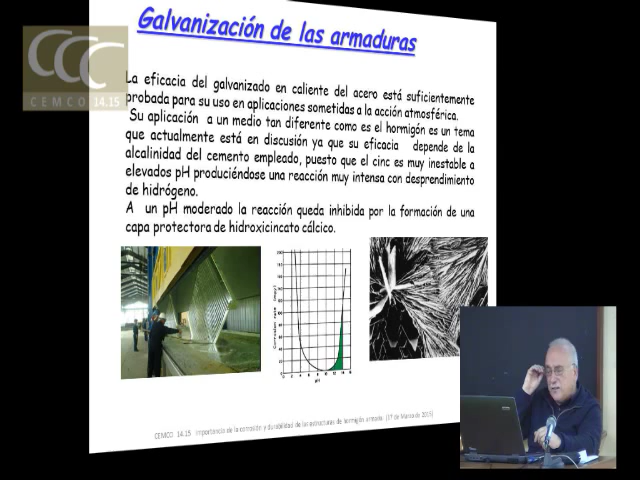 Galvanización de las armaduras
CCC
CEMCO 14.15
La eficacia del galvanizado en caliente del acero está suficientemente
probada para su uso en aplicaciones sometidas a la acción atmosférica.
Su aplicación a un medio tan diferente como es el hormigón es un tema
que actualmente está en discusión ya que su eficacia depende de la
alcalinidad del cemento empleado, puesto que el cinc es muy inestable a
elevados pH produciéndose una reacción muy intensa con desprendimiento
de hidrógeno.
A un pH moderado la reacción queda inhibida por la formación de una
capa protectora de hidroxicincato cálcico.
pH
CEMCO 14.15 Importancia de la corrosión y durabilidad de las estructuras de hormigón armado (17 de Marzo de 2015)